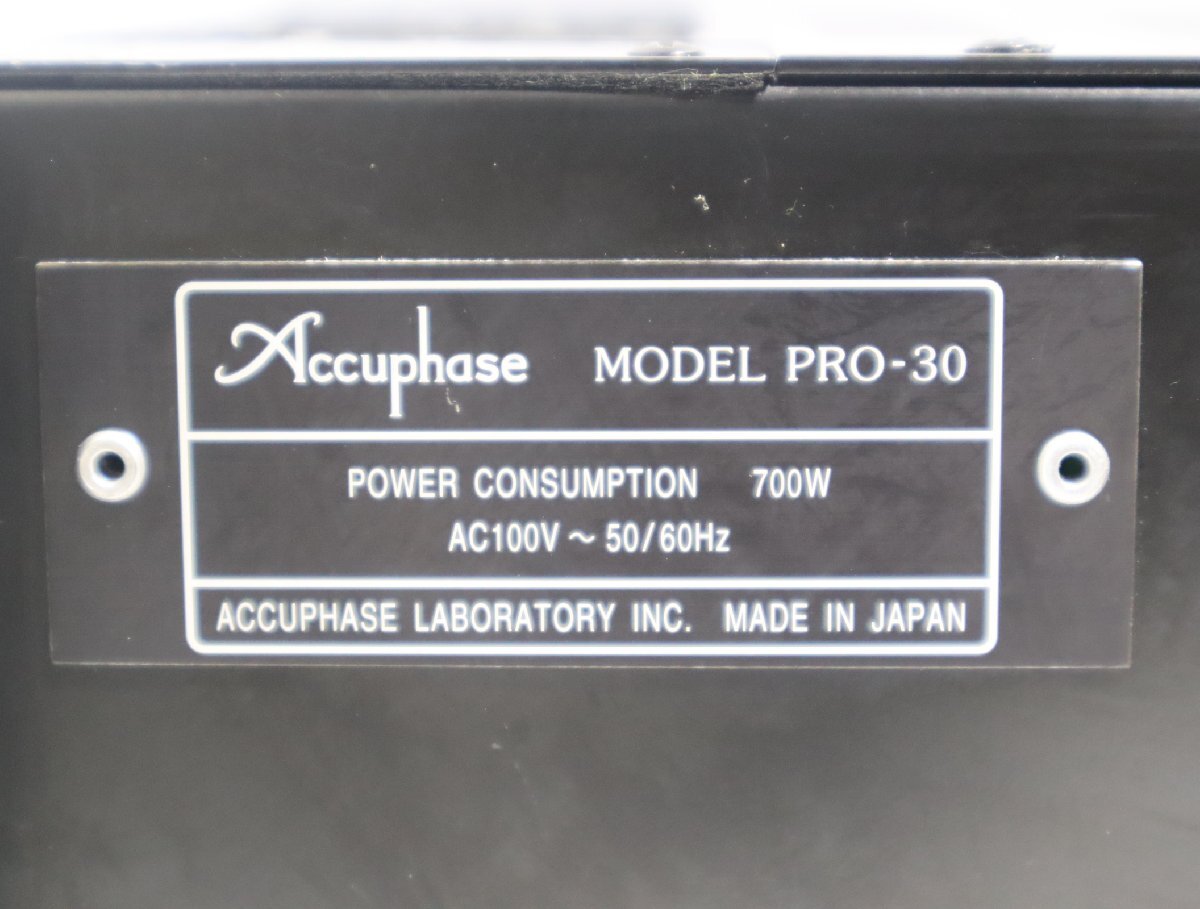 Accuphase MODEL PRO-30
POWER CONSUMPTION 700W
AC100V ~ 50/60Hz
ACCUPHASE LABORATORY INC. MADE IN JAPAN